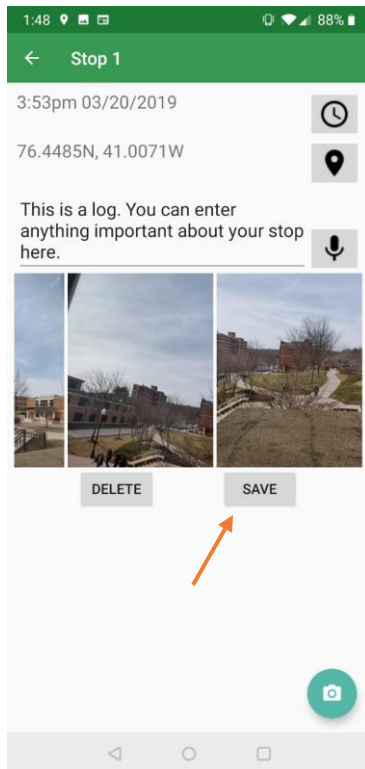 1:48 88%
Stop 1
3:53pm 03/20/2019
76.4485N, 41.0071W
This is a log. You can enter
anything important about your stop
here.
DELETE SAVE